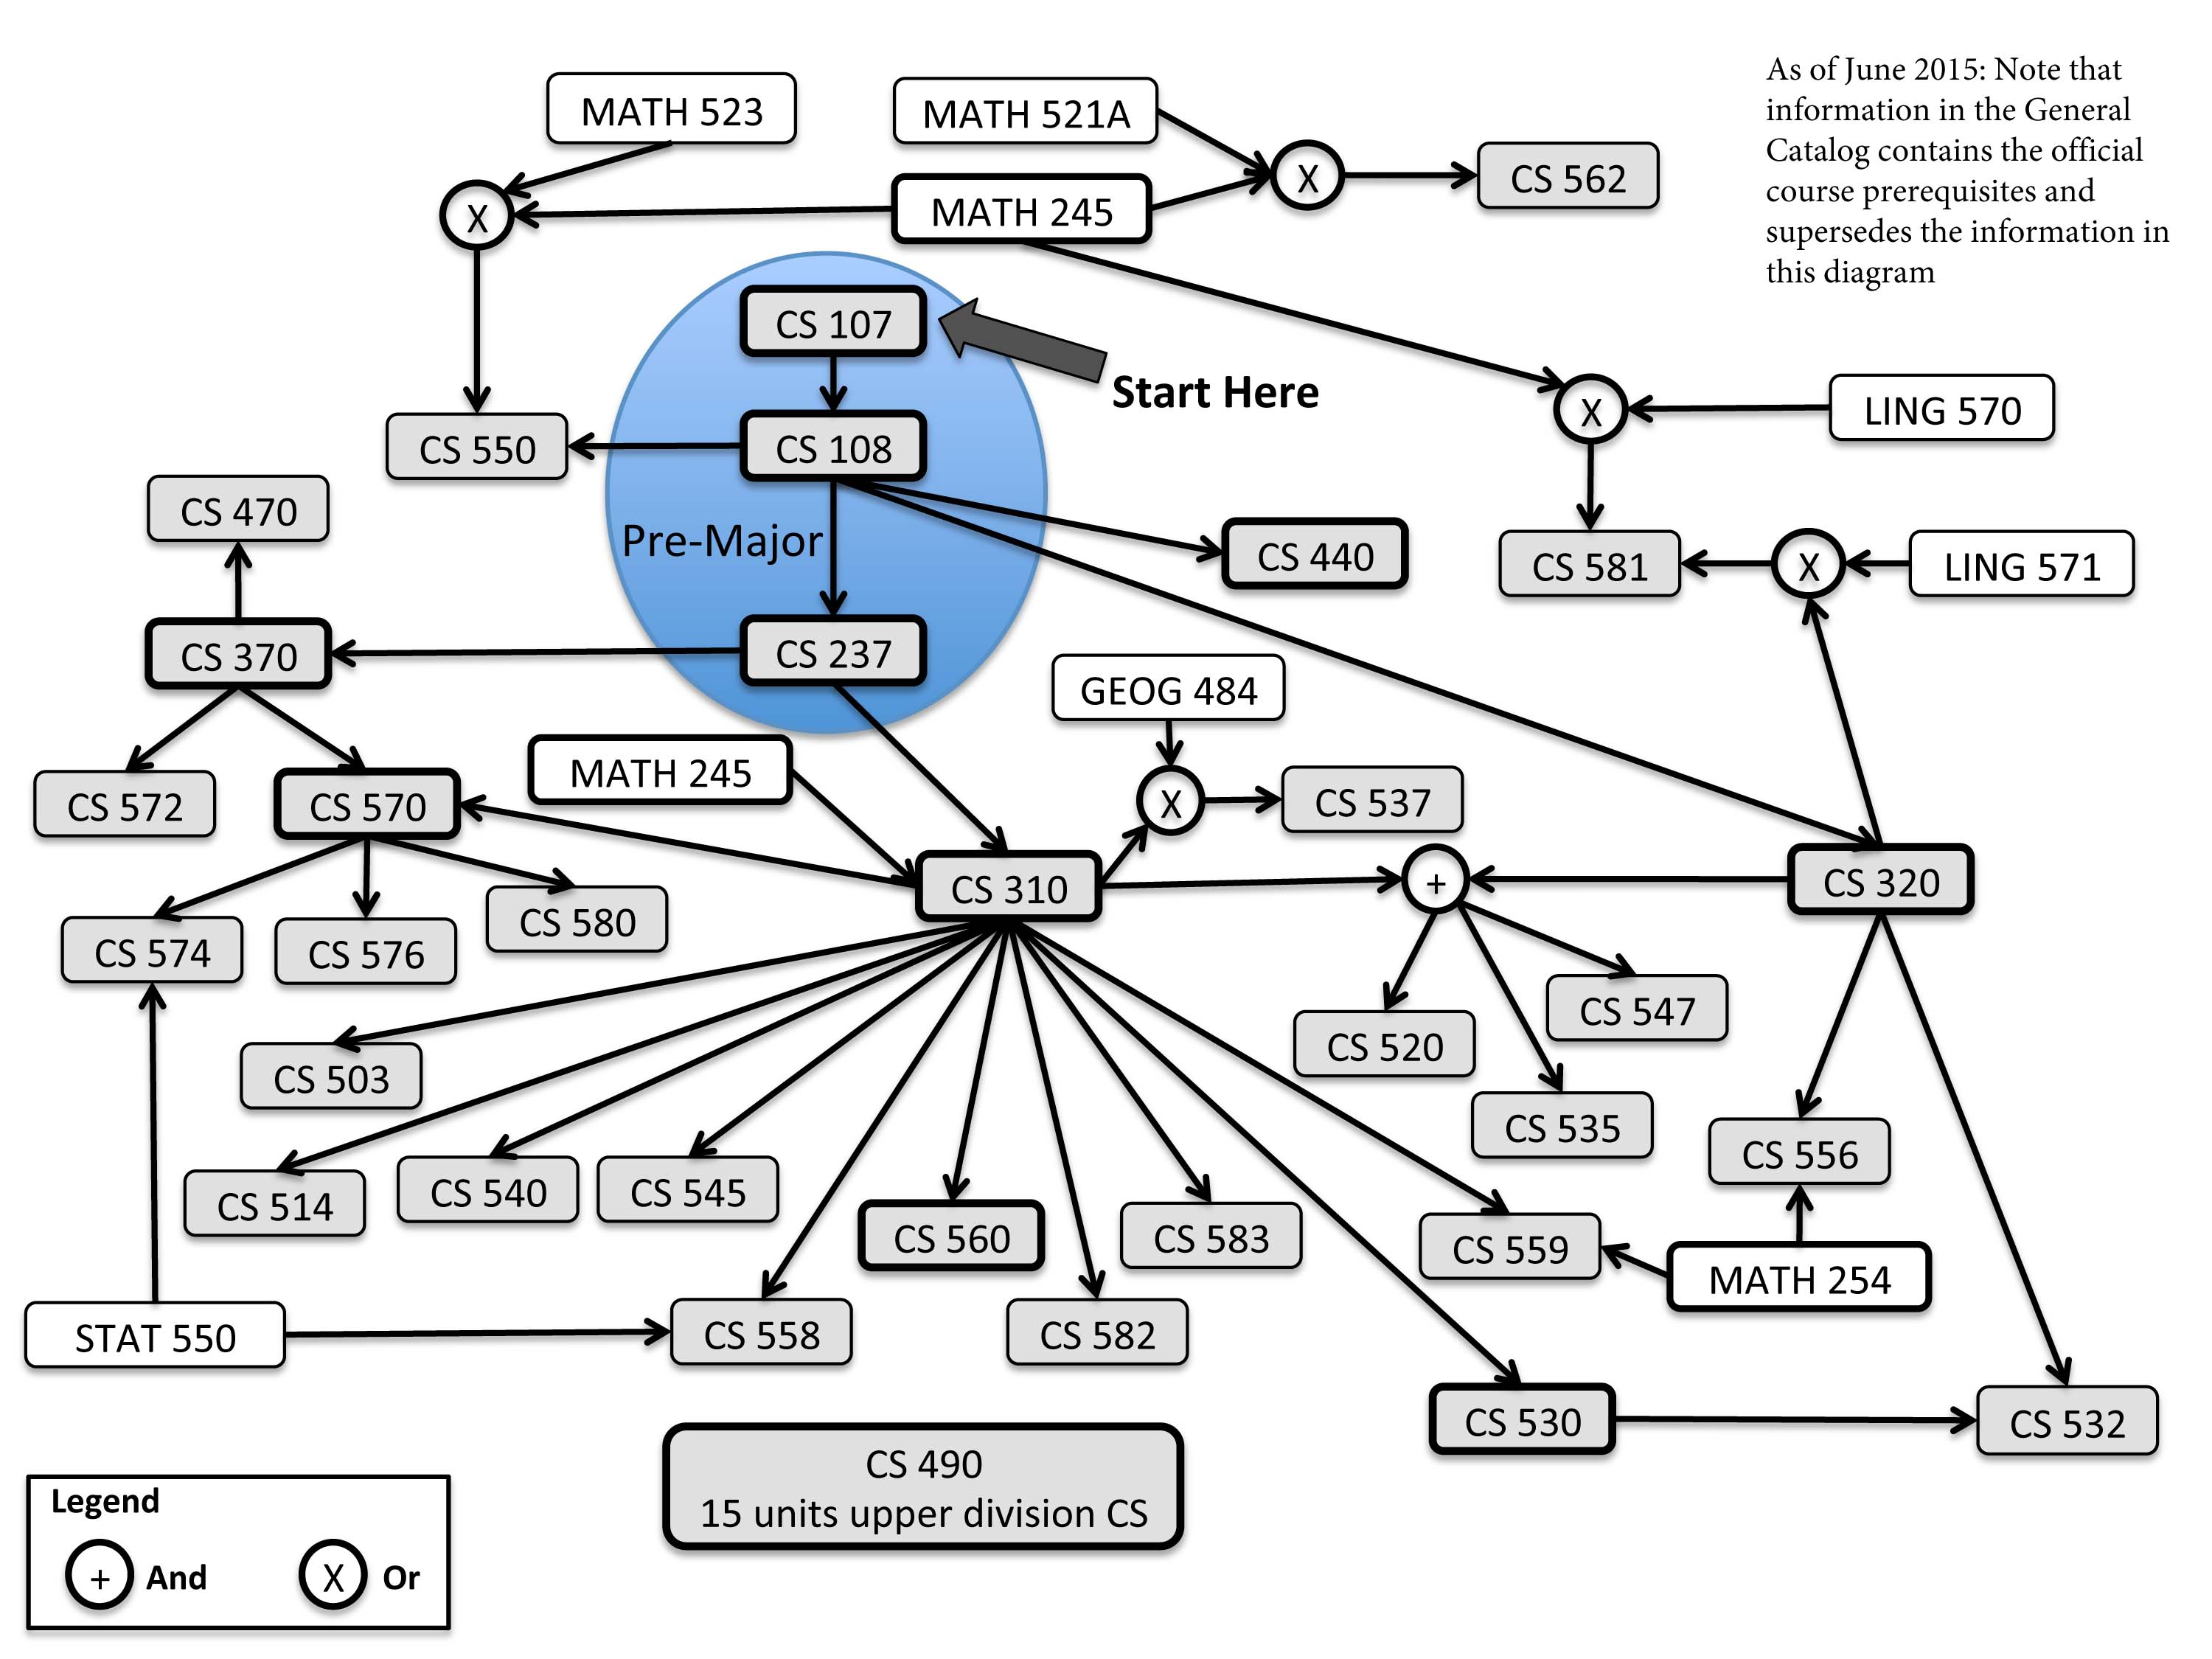 As of June 2015: Note that
information in the General
Catalog contains the official
course prerequisites and
supersedes the information in
this diagram
MATH 523
MATH 521A
X
CS 562
MATH 245
X
CS 107
Start Here
X
LING 570
CS 108
CS 550
CS 470
Pre-Major
CS 440
CS 581
X
LING 571
CS 370
CS 237
GEOG 484
MATH 245
CS 572
CS 570
X
CS 537
CS 310
+
CS 320
CS 580
CS 574
CS 576
CS 547
CS 520
CS 503
CS 535
CS 556
CS 514
CS 540
CS 545
CS 560
CS 583
CS 559
MATH 254
STAT 550
CS 558
CS 582
CS 530
CS 532
CS 490
15 units upper division CS
Legend
+ And
X Or